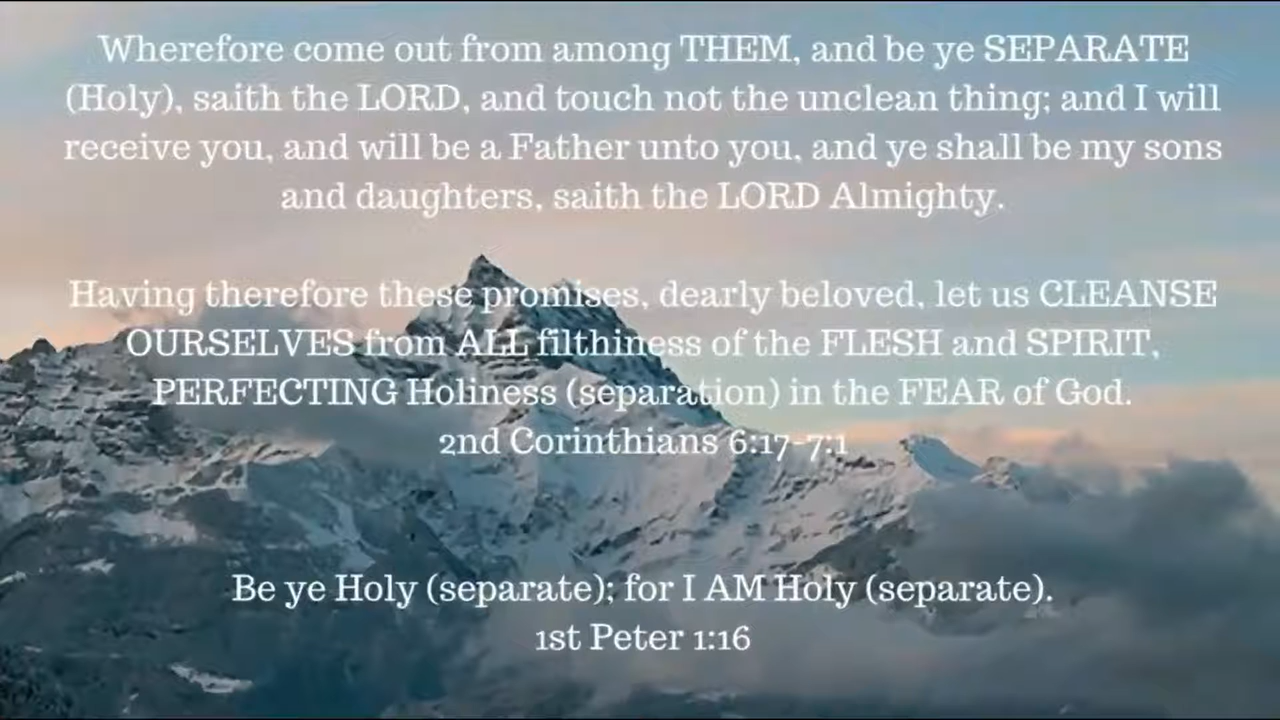 Wherefore come out from among THEM, and be ye SEPARATE
(Holy), saith the LORD, and touch not the unclean thing; and I will
receive you, and will be a Father unto you, and ye shall be my sons
and daughters, saith the LORD Almighty.
Having therefore these promises, dearly beloved, let us CLEANSE
OURSELVES from ALL filthiness of the FLESH and SPIRIT,
PERFECTING Holiness (separation) in the FEAR of God.
2nd Corinthians 6:17-7:1
Be ye Holy (separate); for I AM Holy (separate).
1st Peter 1:16